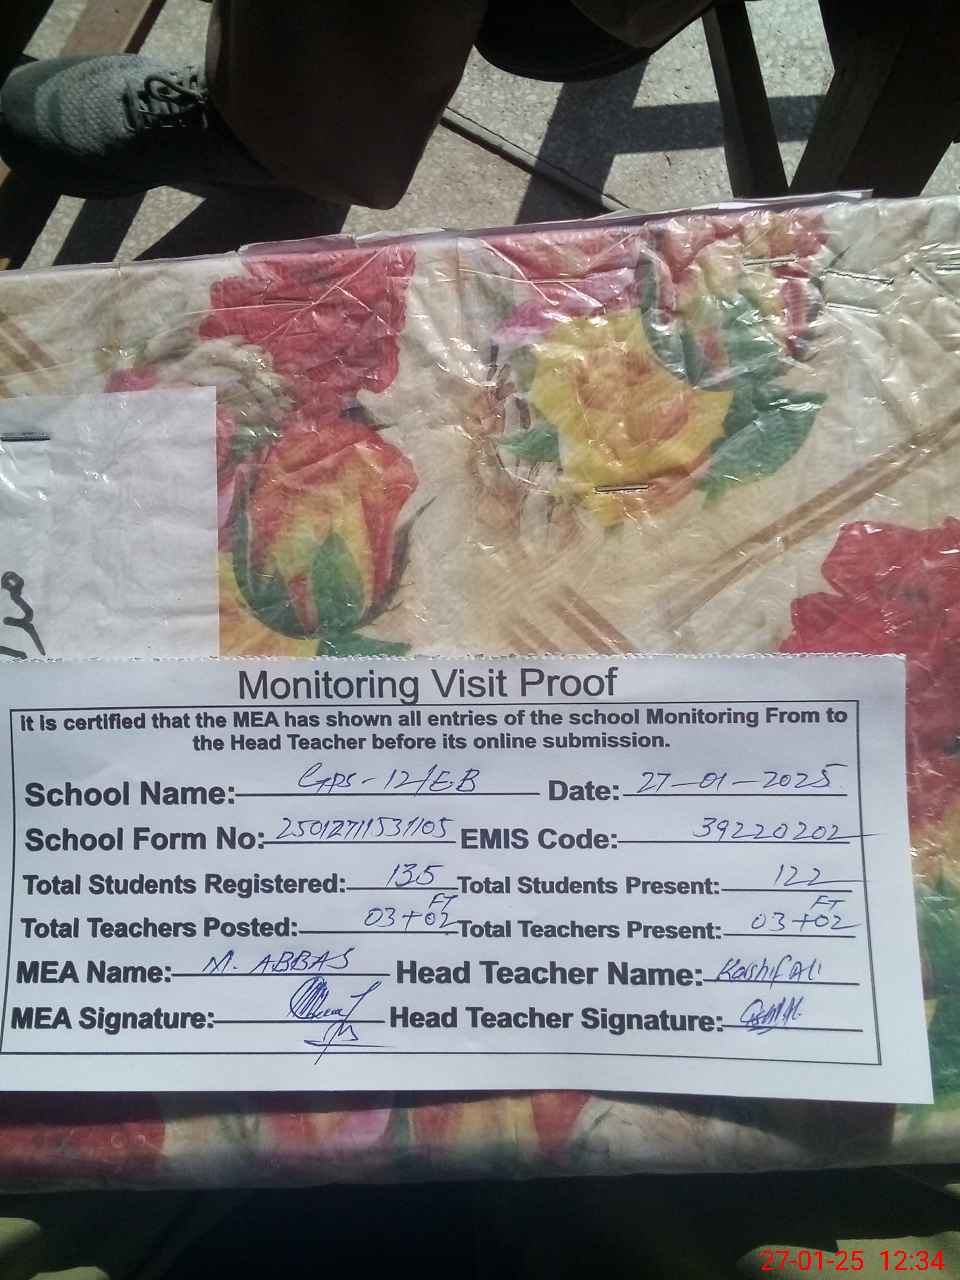 Monitoring Visit Proof
it is certified that the MEA has shown all entries of the school Monitoring From to
the Head Teacher before its online submission.
School Name: GPS-12/EB Date: 27-01-2025
School Form No: 25012711531105 EMIS Code: 39220202
Total Students Registered: 135 Total Students Present: 122
Total Teachers Posted: 03+02 FT Total Teachers Present: 03+02 FT
MEA Name: M. ABBAS Head Teacher Name: Kashif Ali
MEA Signature: Head Teacher Signature:
27-01-25 12:34